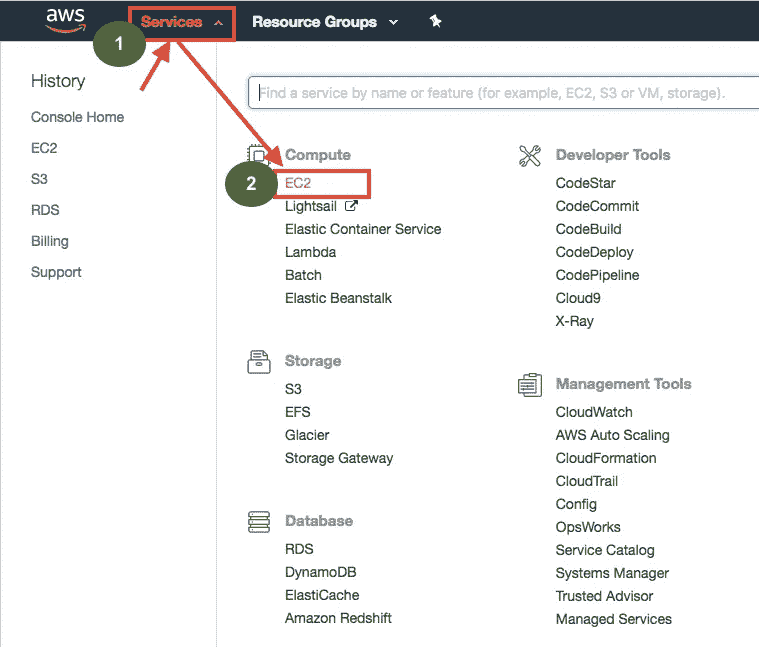 aws
Services
Resource Groups
1
History
Console Home
EC2
S3
RDS
Billing
Support
Find a service by name or feature (for example, EC2, S3 or VM, storage).
Compute
2
EC2
Lightsail
Elastic Container Service
Lambda
Batch
Elastic Beanstalk
Storage
S3
EFS
Glacier
Storage Gateway
Database
RDS
DynamoDB
ElastiCache
Amazon Redshift
Developer Tools
CodeStar
CodeCommit
CodeBuild
CodeDeploy
CodePipeline
Cloud9
X-Ray
Management Tools
CloudWatch
AWS Auto Scaling
CloudFormation
CloudTrail
Config
OpsWorks
Service Catalog
Systems Manager
Trusted Advisor
Managed Services